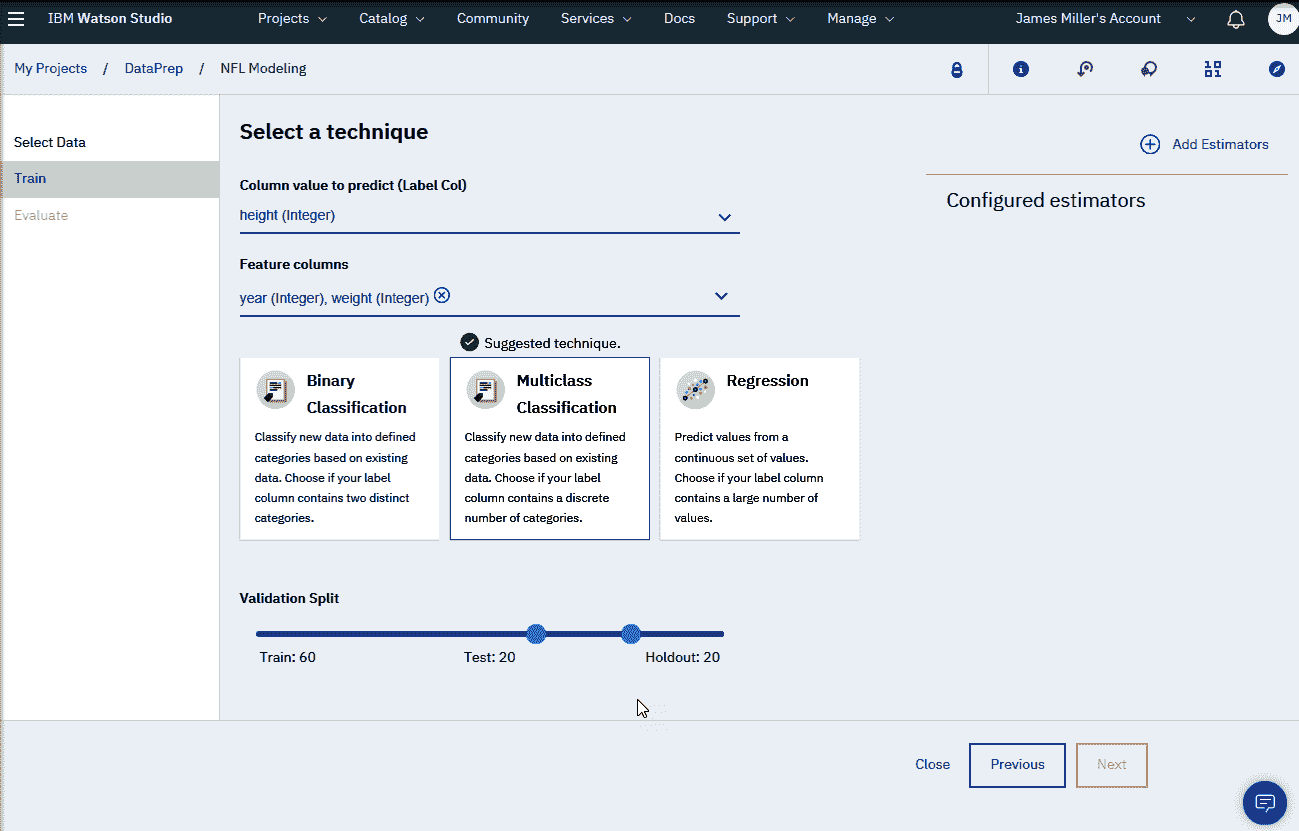 IBM Watson Studio Projects Catalog Community Services Docs Support Manage James Miller's Account JM
My Projects / DataPrep / NFL Modeling
Select Data
Train
Evaluate
Select a technique
Add Estimators
Configured estimators
Column value to predict (Label Col)
height (Integer)
Feature columns
year (Integer), weight (Integer)
Suggested technique.
Binary
Classification
Classify new data into defined
categories based on existing
data. Choose if your label
column contains two distinct
categories.
Multiclass
Classification
Classify new data into defined
categories based on existing
data. Choose if your label
column contains a discrete
number of categories.
Regression
Predict values from a
continuous set of values.
Choose if your label column
contains a large number of
values.
Validation Split
Train: 60 Test: 20 Holdout: 20
Close Previous Next